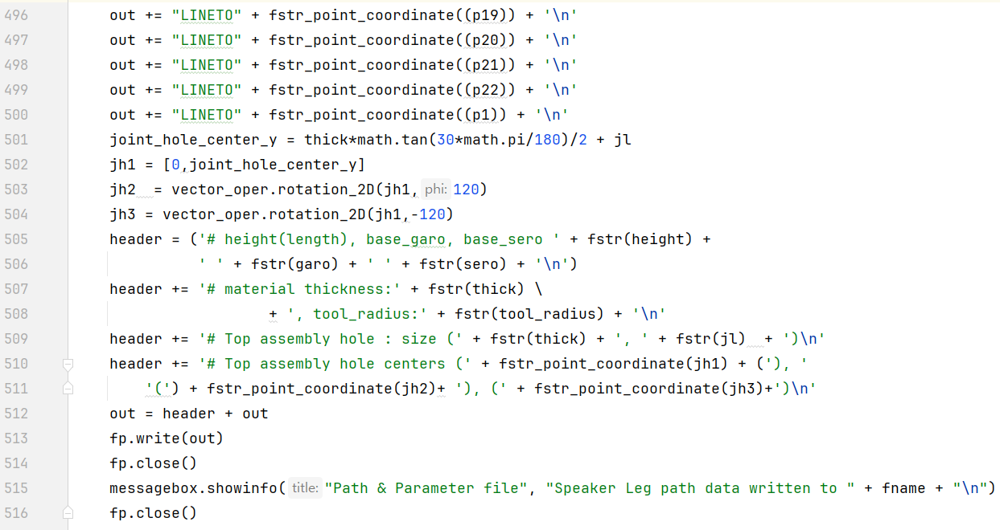 496 out += "LINETO" + fstr_point_coordinate((p19)) + '\n'
497 out += "LINETO" + fstr_point_coordinate((p20)) + '\n'
498 out += "LINETO" + fstr_point_coordinate((p21)) + '\n'
499 out += "LINETO" + fstr_point_coordinate((p22)) + '\n'
500 out += "LINETO" + fstr_point_coordinate((p1)) + '\n'
501 joint_hole_center_y = thick*math.tan(30*math.pi/180)/2 + jl
502 jh1 = [0,joint_hole_center_y]
503 jh2  = vector_oper.rotation_2D(jh1, phi: 120)
504 jh3 = vector_oper.rotation_2D(jh1,-120)
505 header = ('# height(length), base_garo, base_sero ' + fstr(height) +
506 ' ' + fstr(garo) + ' ' + fstr(sero) + '\n')
507 header += '# material thickness:' + fstr(thick) \
508 + ', tool_radius:' + fstr(tool_radius) + '\n'
509 header += '# Top assembly hole : size (' + fstr(thick) + ', ' + fstr(jl)  + ')\n'
510 header += '# Top assembly hole centers (' + fstr_point_coordinate(jh1) + ('), '
511 '(') + fstr_point_coordinate(jh2)+ '), (' + fstr_point_coordinate(jh3)+')\n'
512 out = header + out
513 fp.write(out)
514 fp.close()
515 messagebox.showinfo( title: "Path & Parameter file", "Speaker Leg path data written to " + fname + "\n")
516 fp.close()